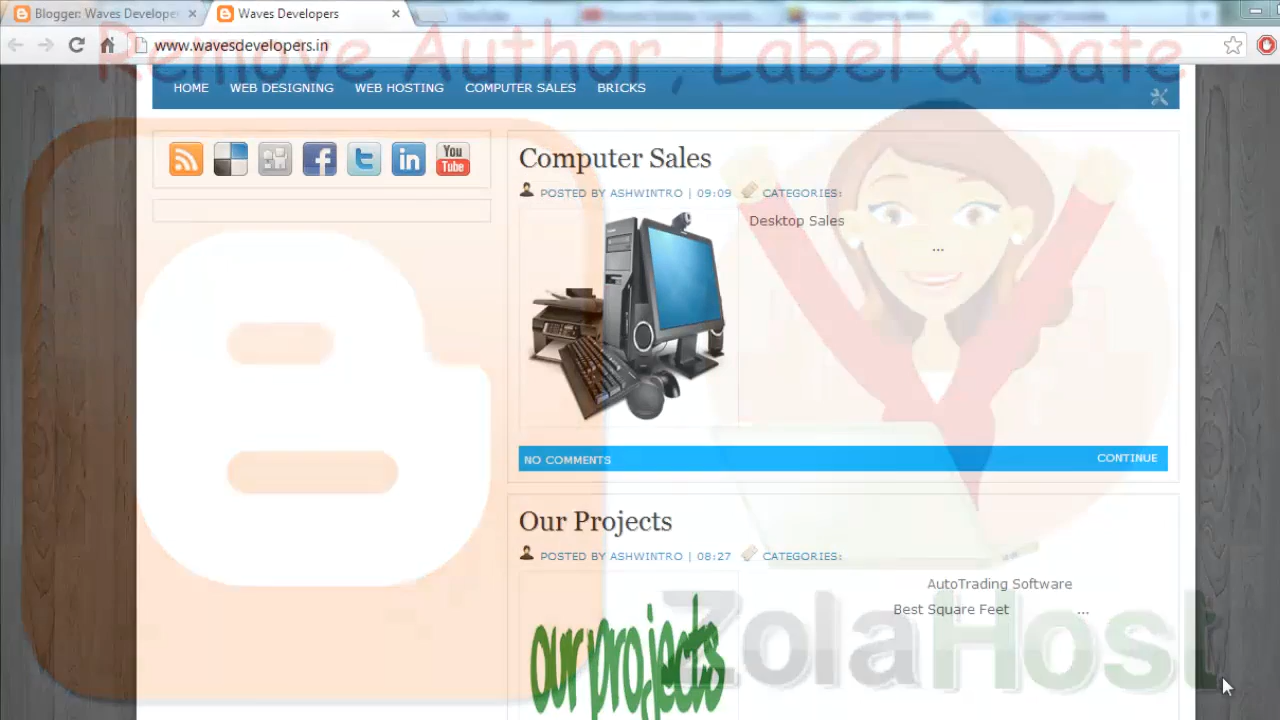 Blogger: Waves Developer
Waves Developers
www.wavesdevelopers.in
Remove Author, Label & Date
HOME WEB DESIGNING WEB HOSTING COMPUTER SALES BRICKS
You
Tube
Computer Sales
POSTED BY ASHWINTRO | 09:09 CATEGORIES:
Desktop Sales
...
NO COMMENTS CONTINUE
Our Projects
POSTED BY ASHWINTRO | 08:27 CATEGORIES:
AutoTrading Software
Best Square Feet ...
our projects
ZolaHost